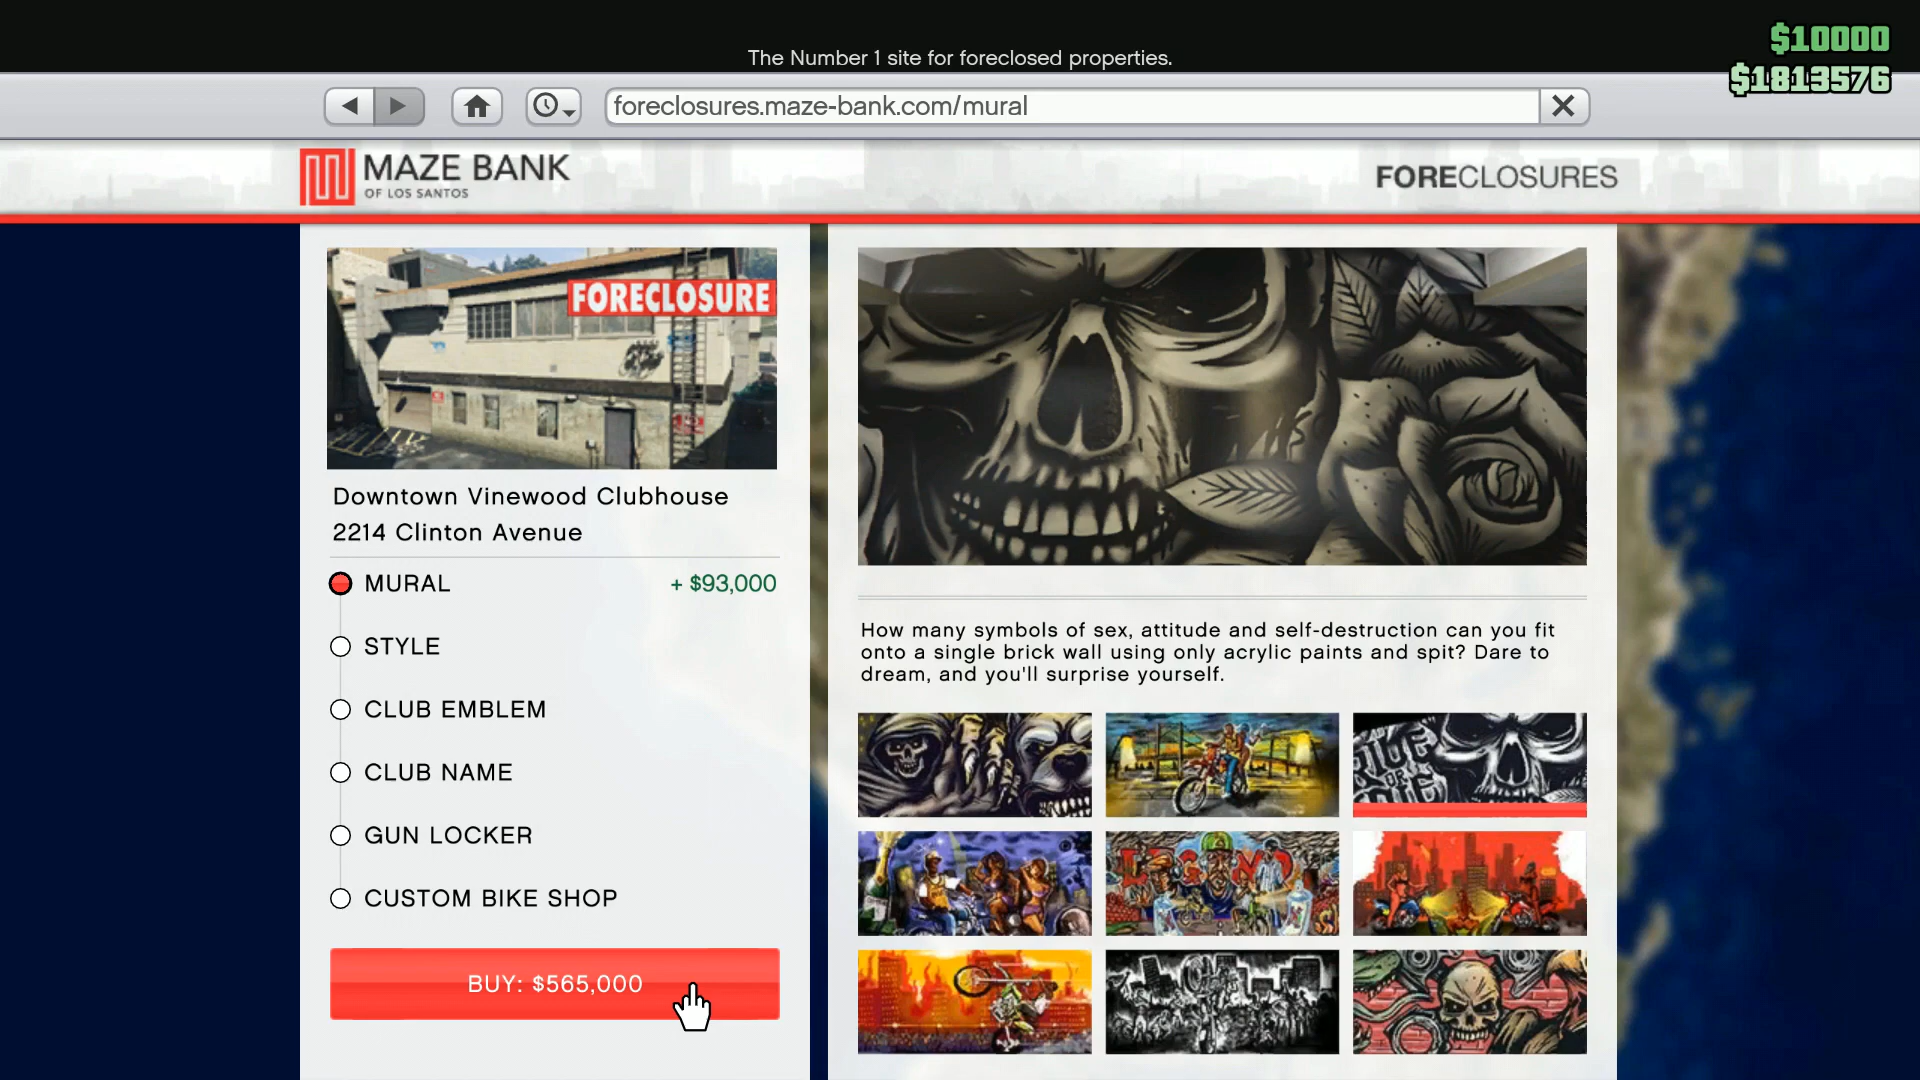 The Number 1 site for foreclosed properties.
$10000
$1813576
foreclosures.maze-bank.com/mural
MAZE BANK
OF LOS SANTOS
FORECLOSURES
FORECLOSURE
Downtown Vinewood Clubhouse
2214 Clinton Avenue
MURAL + $93,000
STYLE
CLUB EMBLEM
CLUB NAME
GUN LOCKER
CUSTOM BIKE SHOP
BUY: $565,000
How many symbols of sex, attitude and self-destruction can you fit
onto a single brick wall using only acrylic paints and spit? Dare to
dream, and you'll surprise yourself.
OR
DIE